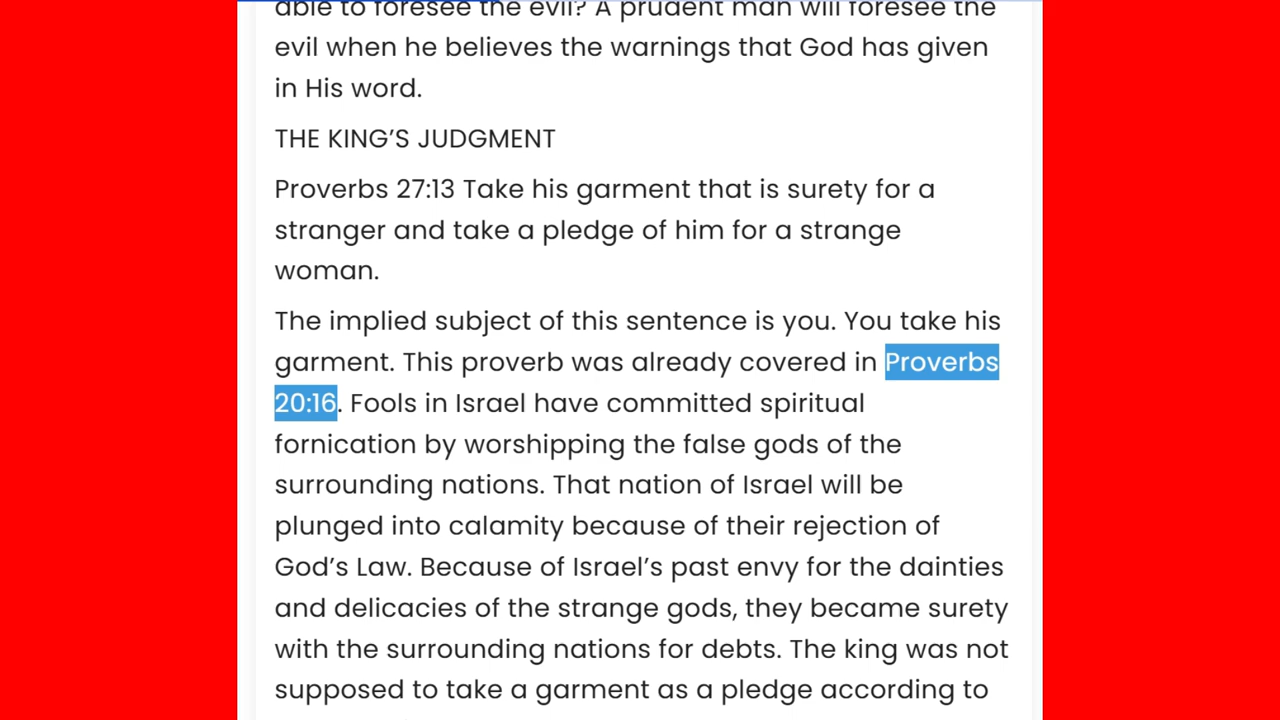 able to foresee the evil? A prudent man will foresee the
evil when he believes the warnings that God has given
in His word.
THE KING’S JUDGMENT
Proverbs 27:13 Take his garment that is surety for a
stranger and take a pledge of him for a strange
woman.
The implied subject of this sentence is you. You take his
garment. This proverb was already covered in Proverbs
20:16. Fools in Israel have committed spiritual
fornication by worshipping the false gods of the
surrounding nations. That nation of Israel will be
plunged into calamity because of their rejection of
God’s Law. Because of Israel’s past envy for the dainties
and delicacies of the strange gods, they became surety
with the surrounding nations for debts. The king was not
supposed to take a garment as a pledge according to